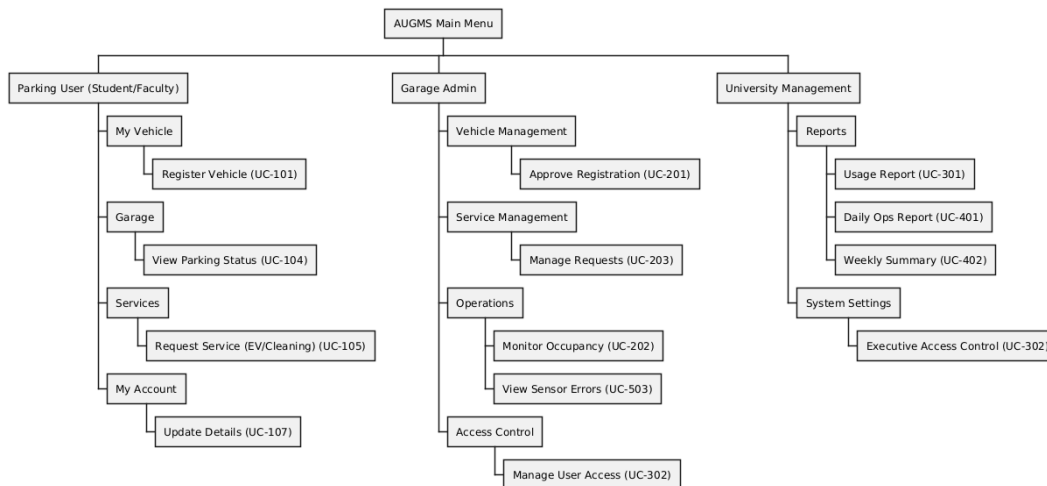 AUGMS Main Menu
Parking User (Student/Faculty)
My Vehicle
Register Vehicle (UC-101)
Garage
View Parking Status (UC-104)
Services
Request Service (EV/Cleaning) (UC-105)
My Account
Update Details (UC-107)
Garage Admin
Vehicle Management
Approve Registration (UC-201)
Service Management
Manage Requests (UC-203)
Operations
Monitor Occupancy (UC-202)
View Sensor Errors (UC-503)
Access Control
Manage User Access (UC-302)
University Management
Reports
Usage Report (UC-301)
Daily Ops Report (UC-401)
Weekly Summary (UC-402)
System Settings
Executive Access Control (UC-302)